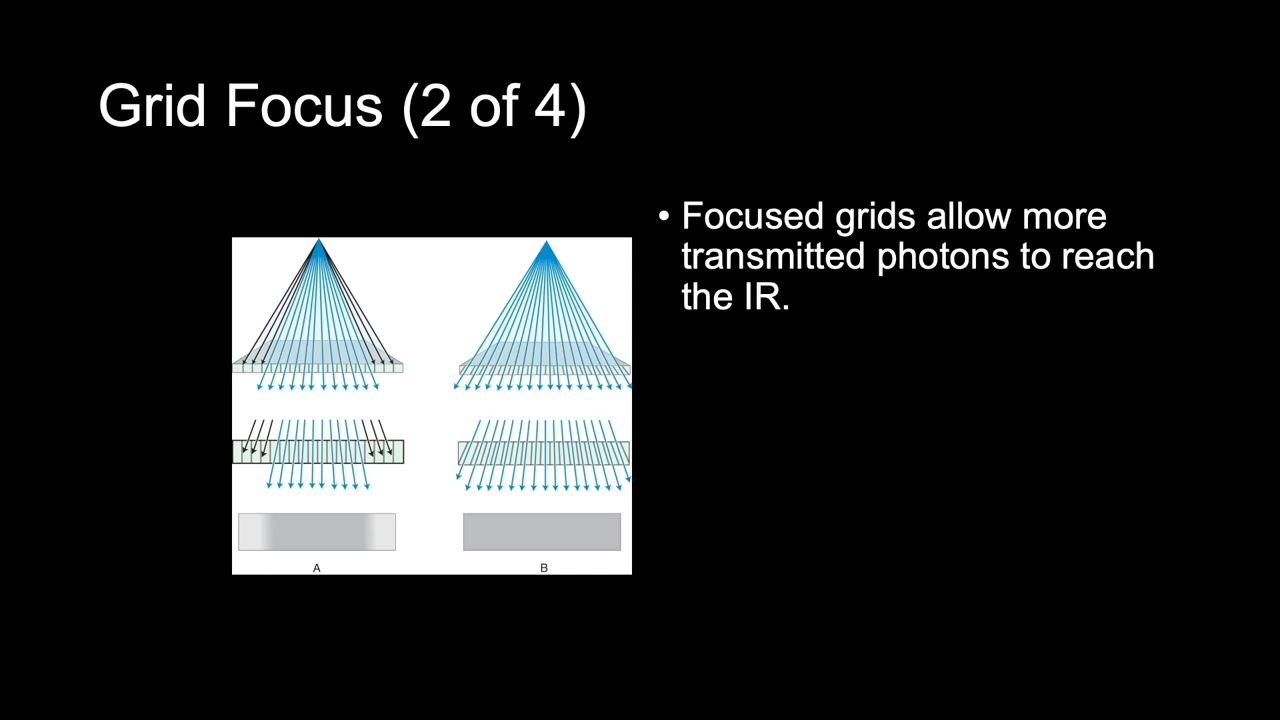 Grid Focus (2 of 4)
• Focused grids allow more
transmitted photons to reach
the IR.
A
B